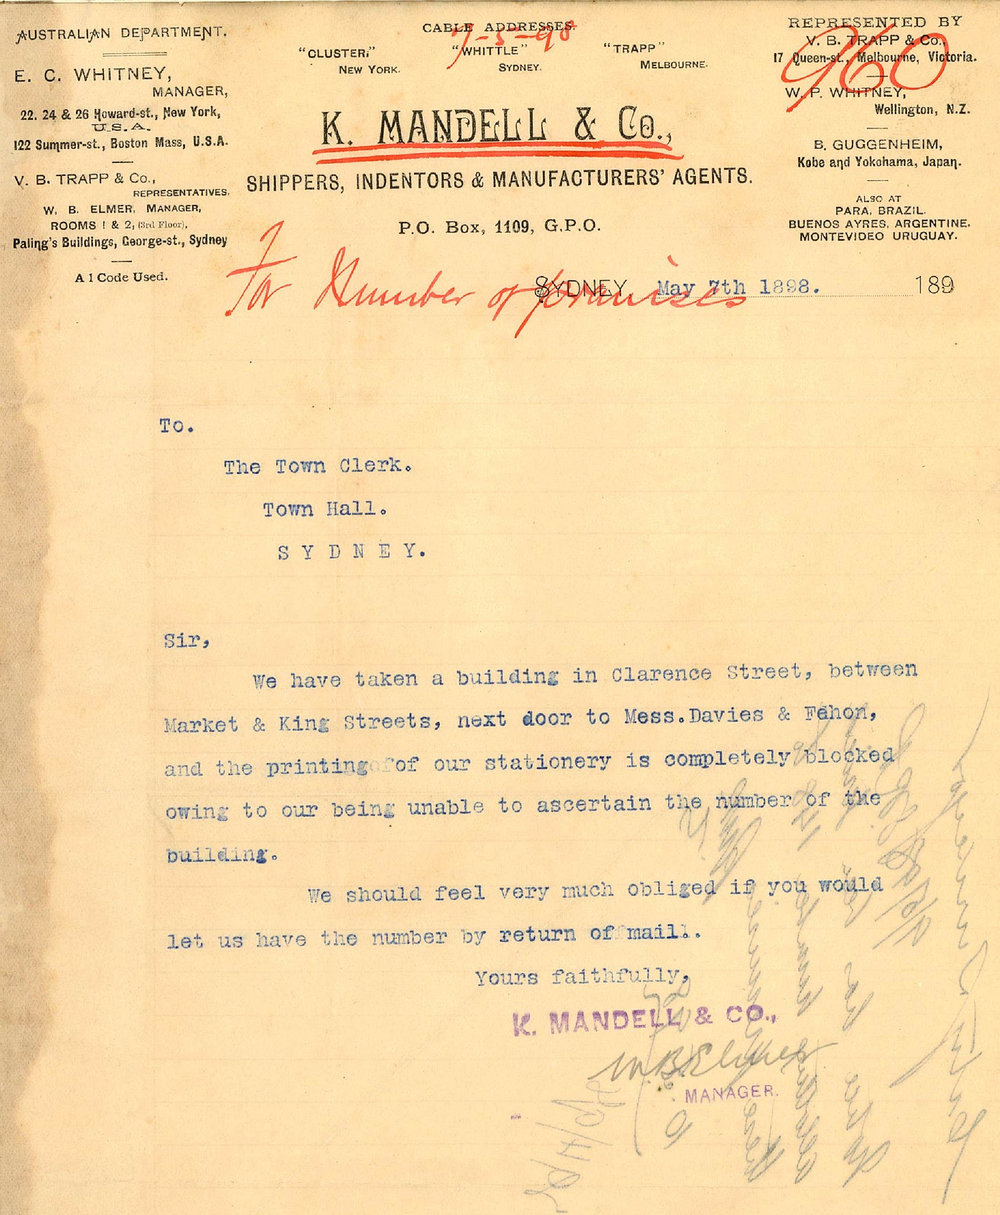 AUSTRALIAN DEPARTMENT.
E. C. WHITNEY,
MANAGER,
22. 24 & 26 Howard-st., New York,
U.S.A.
122 Summer-st., Boston Mass, U.S.A.
V. B. TRAPP & Co.,
REPRESENTATIVES.
W. B. ELMER, MANAGER,
ROOMS 1 & 2, (3rd Floor),
Paling's Buildings, George-st., Sydney
A 1 Code Used.
CABLE ADDRESSES.
7-5-98
"CLUSTER," "WHITTLE" "TRAPP"
NEW YORK. SYDNEY. MELBOURNE.
K. MANDELL & Co.,
SHIPPERS, INDENTORS & MANUFACTURERS' AGENTS.
P.O. Box, 1109, G.P.O.
REPRESENTED BY
V. B. TRAPP & Co.,
17 Queen-st., Melbourne, Victoria.
960
W. P. WHITNEY,
Wellington, N.Z.
B. GUGGENHEIM,
Kobe and Yokohama, Japan.
ALSO AT
PARA, BRAZIL.
BUENOS AYRES, ARGENTINE.
MONTEVIDEO URUGUAY.
For Number of premises
SYDNEY May 7th 1898. 189
To.
The Town Clerk.
Town Hall.
S Y D N E Y.
Sir,
We have taken a building in Clarence Street, between
Market & King Streets, next door to Mess.Davies & Fehon,
and the printing of of our stationery is completely blocked
owing to our being unable to ascertain the number of the
building.
We should feel very much obliged if you would
let us have the number by return of maill.
Yours faithfully,
K. MANDELL & CO.,
W. B. Elmer
MANAGER.